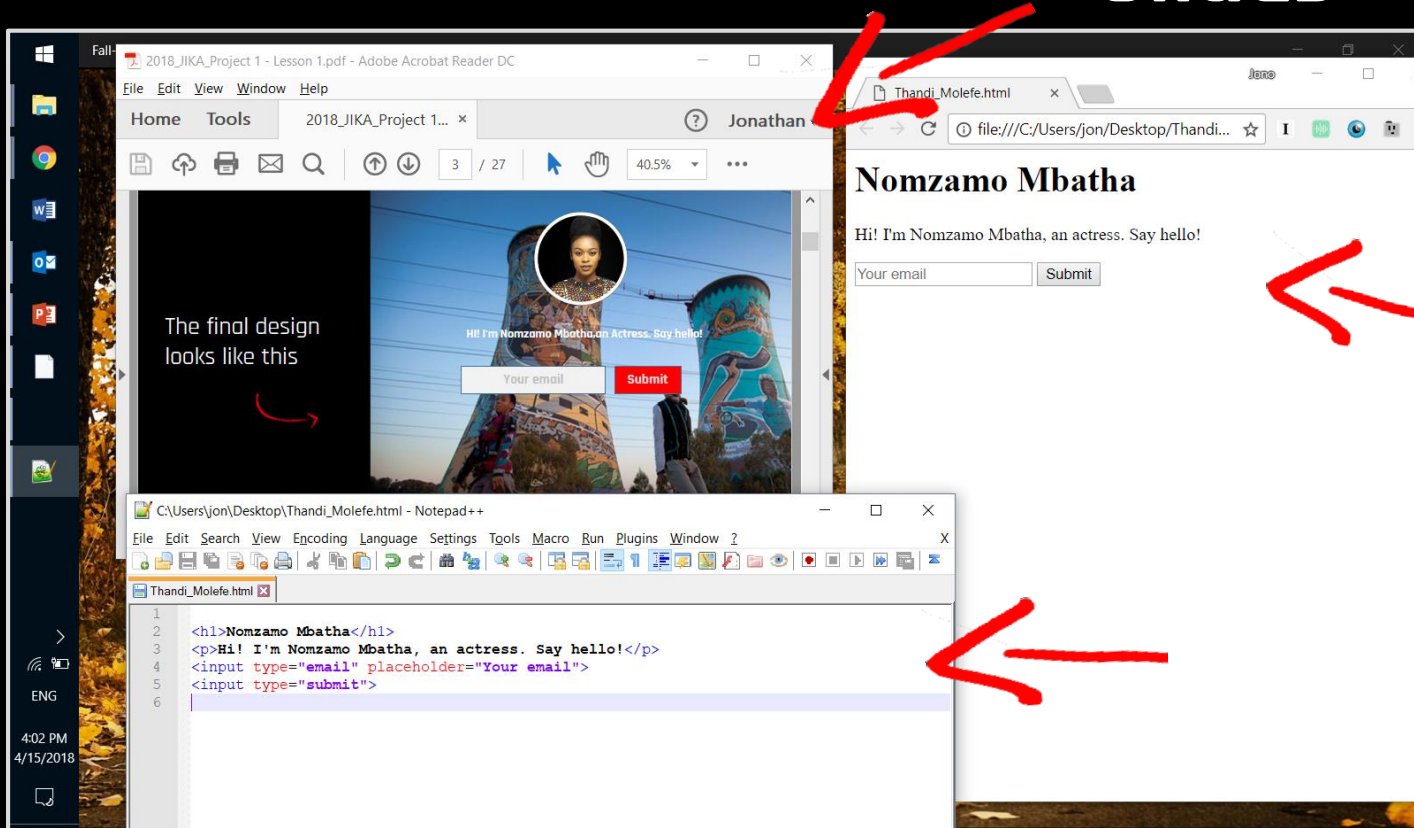 Fall-
2018_JIKA_Project 1 - Lesson 1.pdf - Adobe Acrobat Reader DC
File Edit View Window Help
Home Tools 2018_JIKA_Project 1... × ? Jonathan
3 / 27 40.5%
The final design
looks like this
HI! I'm Nomzamo Mbatha,an Actress. Say hello!
Your email Submit
Jono
Thandi_Molefe.html ×
file:///C:/Users/jon/Desktop/Thandi...
Nomzamo Mbatha
Hi! I'm Nomzamo Mbatha, an actress. Say hello!
Your email Submit
C:\Users\jon\Desktop\Thandi_Molefe.html - Notepad++
File Edit Search View Encoding Language Settings Tools Macro Run Plugins Window ? X
Thandi_Molefe.html
1
2 <h1>Nomzamo Mbatha</h1>
3 <p>Hi! I'm Nomzamo Mbatha, an actress. Say hello!</p>
4 <input type="email" placeholder="Your email">
5 <input type="submit">
6
ENG
4:02 PM
4/15/2018